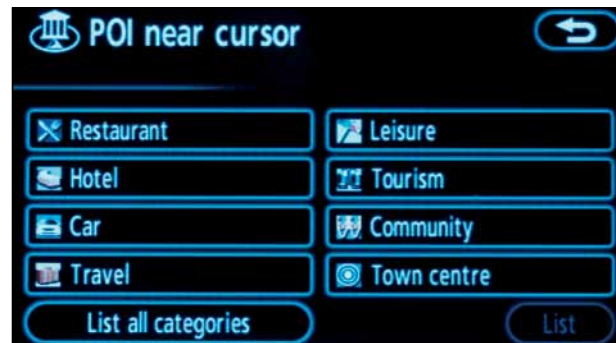 POI near cursor
Restaurant
Leisure
Hotel
Tourism
Car
Community
Travel
Town centre
List all categories
List